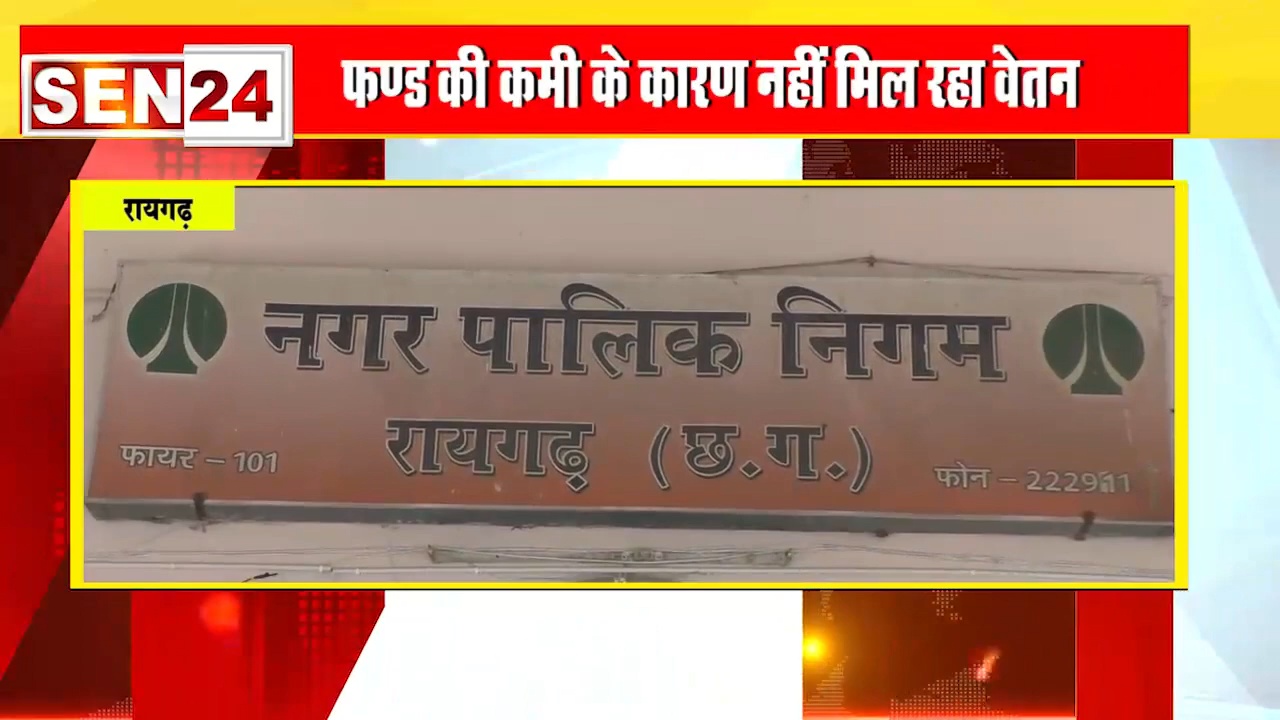 SEN24
फण्ड की कमी के कारण नहीं मिल रहा वेतन
रायगढ़
नगर पालिक निगम
रायगढ़ (छ.ग.)
फायर – 101
फोन –